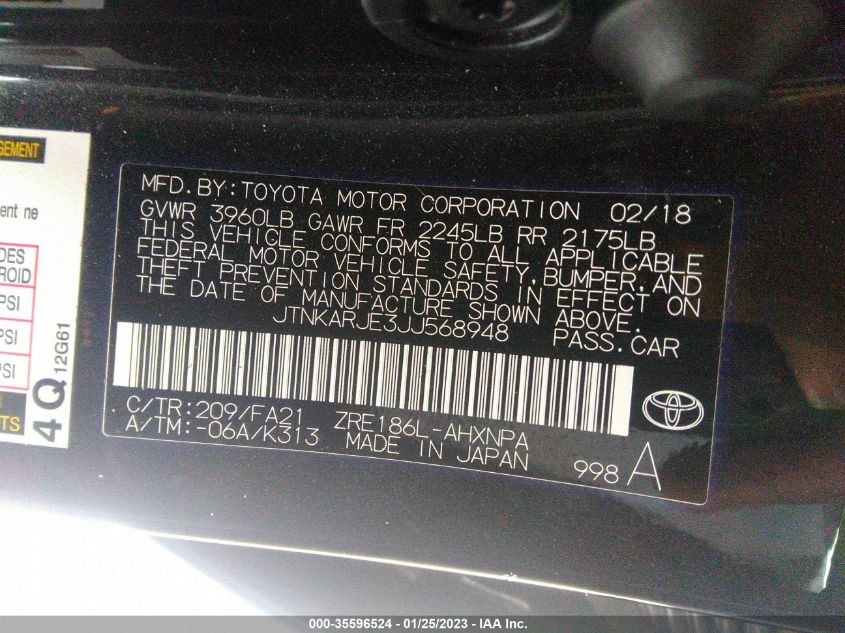 GEMENT
ent ne
DES
ROID
PSI
PSI
PSI
TS
4Q
12G61
MFD.BY:TOYOTA MOTOR CORPORATION 02/18
GVWR 3960LB GAWR FR 2245LB RR 2175LB
THIS VEHICLE CONFORMS TO ALL APPLICABLE
FEDERAL MOTOR VEHICLE SAFETY,BUMPER,AND
THEFT PREVENTION STANDARDS IN EFFECT ON
THE DATE OF MANUFACTURE SHOWN ABOVE.
JTNKARJE3JJ568948 PASS.CAR
C/TR:209/FA21 ZRE186L-AHXNPA
A/TM:-06A/K313 MADE IN JAPAN
998 A
000-35596524 / 01/25/2023 - IAA Inc.